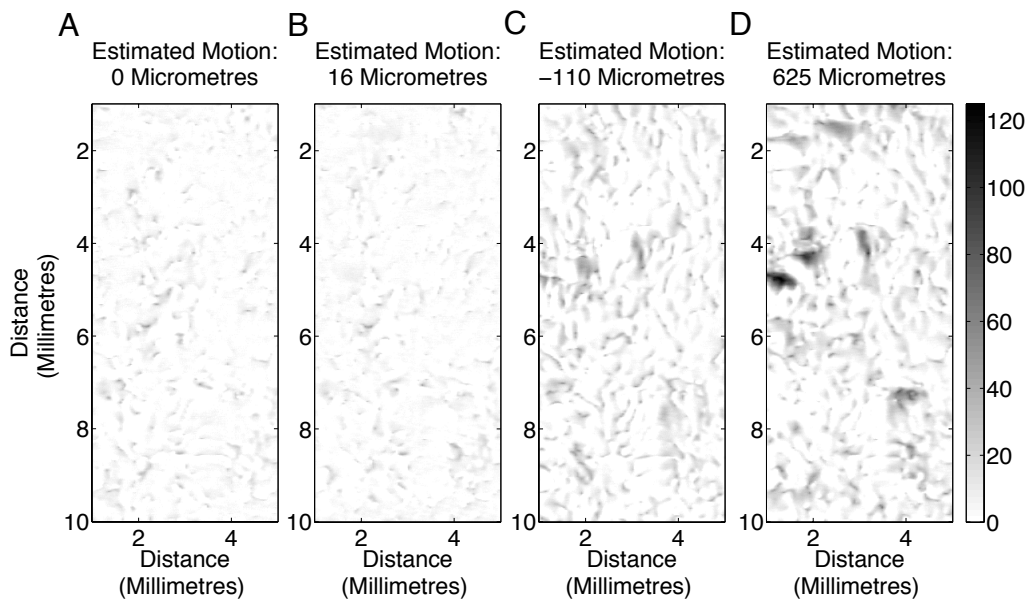 A
B
C
D
Estimated Motion:
0 Micrometres
Estimated Motion:
16 Micrometres
Estimated Motion:
−110 Micrometres
Estimated Motion:
625 Micrometres
2
4
6
8
10
2
4
6
8
10
2
4
6
8
10
2
4
6
8
10
120
100
80
60
40
20
0
Distance
(Millimetres)
2 4
2 4
2 4
2 4
Distance
(Millimetres)
Distance
(Millimetres)
Distance
(Millimetres)
Distance
(Millimetres)